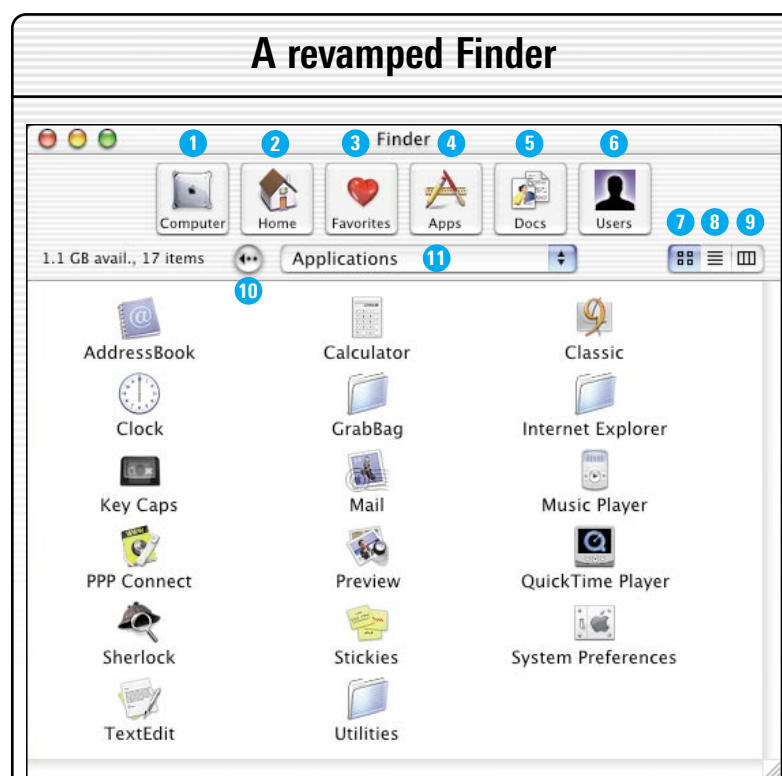 A revamped Finder
Finder
1 2 3 4 5 6
Computer Home Favorites Apps Docs Users
7 8 9
1.1 GB avail., 17 items Applications 11
10
AddressBook Calculator Classic
Clock GrabBag Internet Explorer
Key Caps Mail Music Player
PPP Connect Preview QuickTime Player
Sherlock Stickies System Preferences
TextEdit Utilities